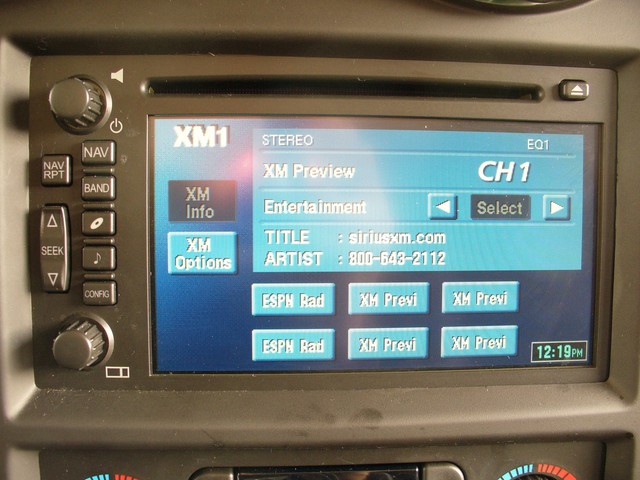 XM1
STEREO
EQ1
XM Preview
CH 1
XM
Info
Entertainment
Select
XM
Options
TITLE : siriusxm.com
ARTIST : 800-643-2112
ESPN Rad
XM Previ
XM Previ
ESPN Rad
XM Previ
XM Previ
12:19PM
NAV
NAV
RPT
BAND
SEEK
CONFIG